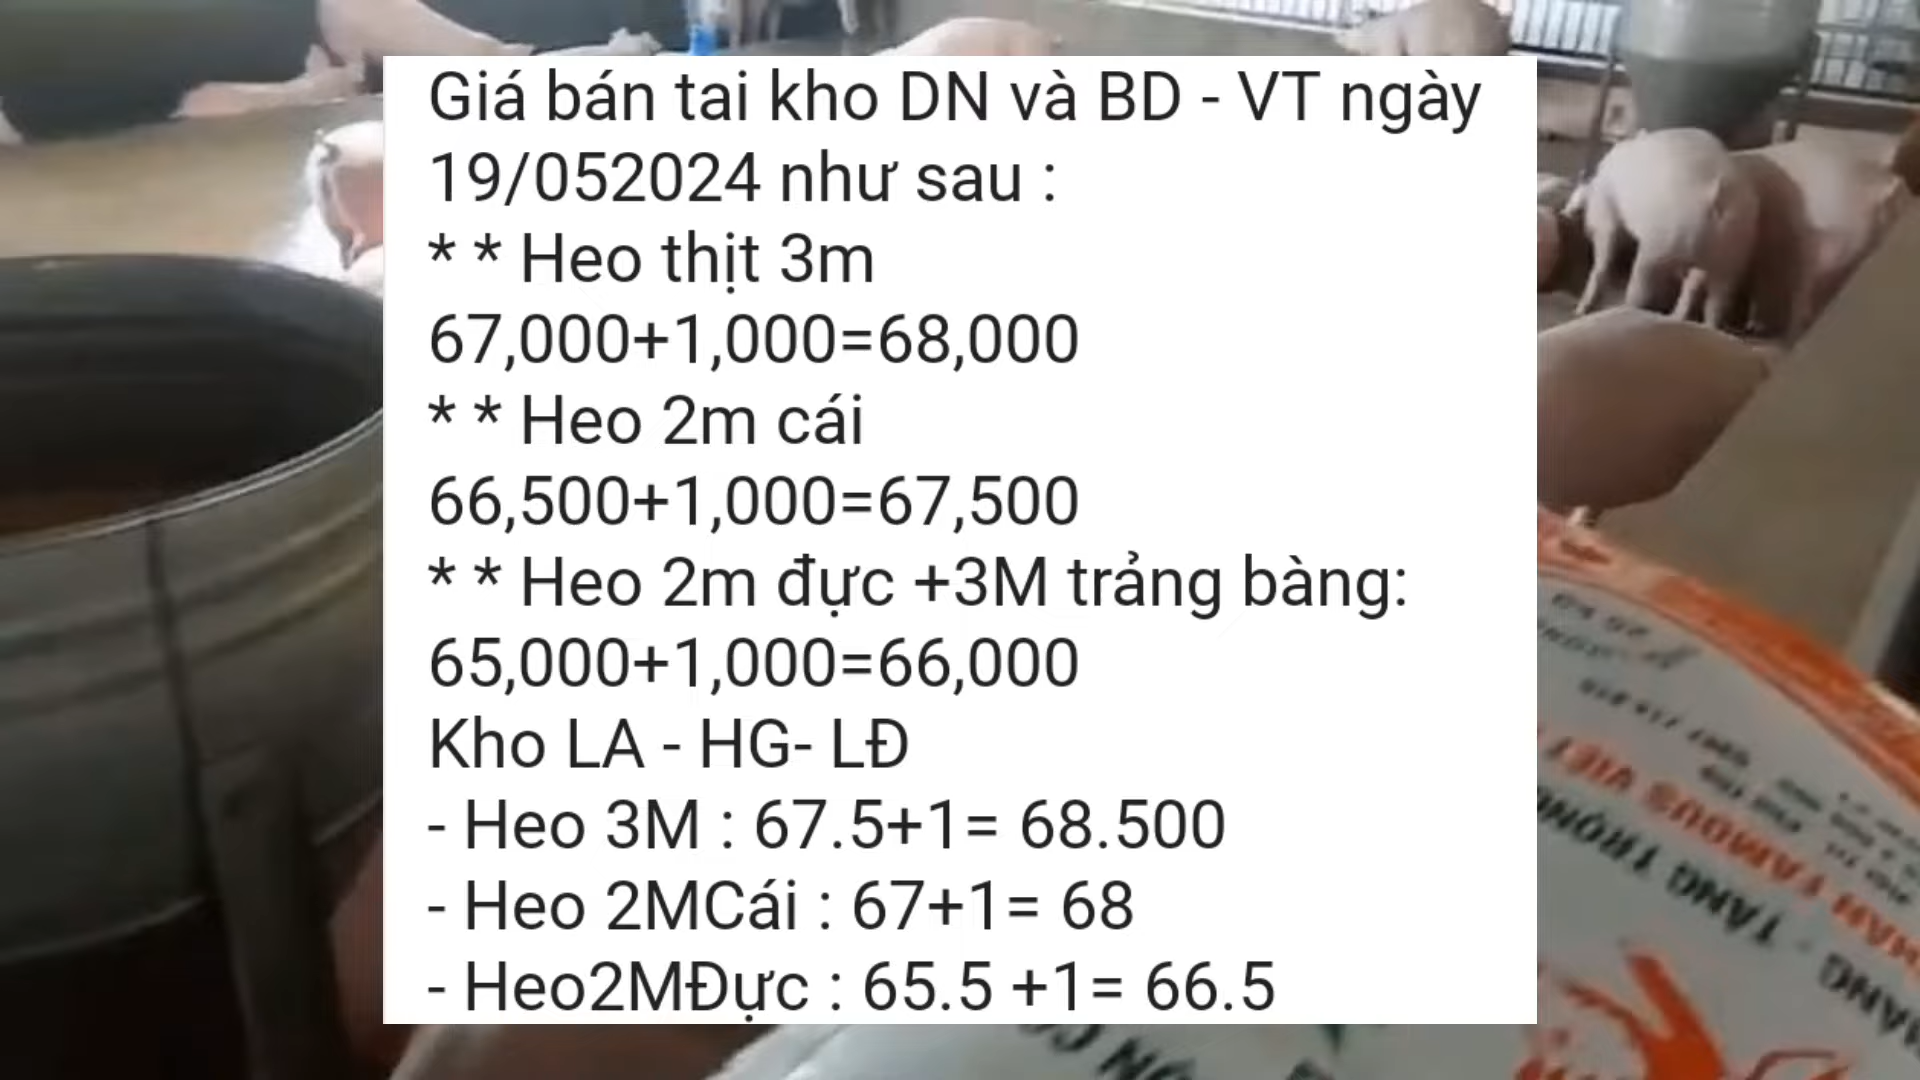 Giá bán tai kho DN và BD - VT ngày
19/052024 như sau :
* * Heo thịt 3m
67,000+1,000=68,000
* * Heo 2m cái
66,500+1,000=67,500
* * Heo 2m đực +3M trảng bàng:
65,000+1,000=66,000
Kho LA - HG- LĐ
- Heo 3M : 67.5+1= 68.500
- Heo 2MCái : 67+1= 68
- Heo2MĐực : 65.5 +1= 66.5